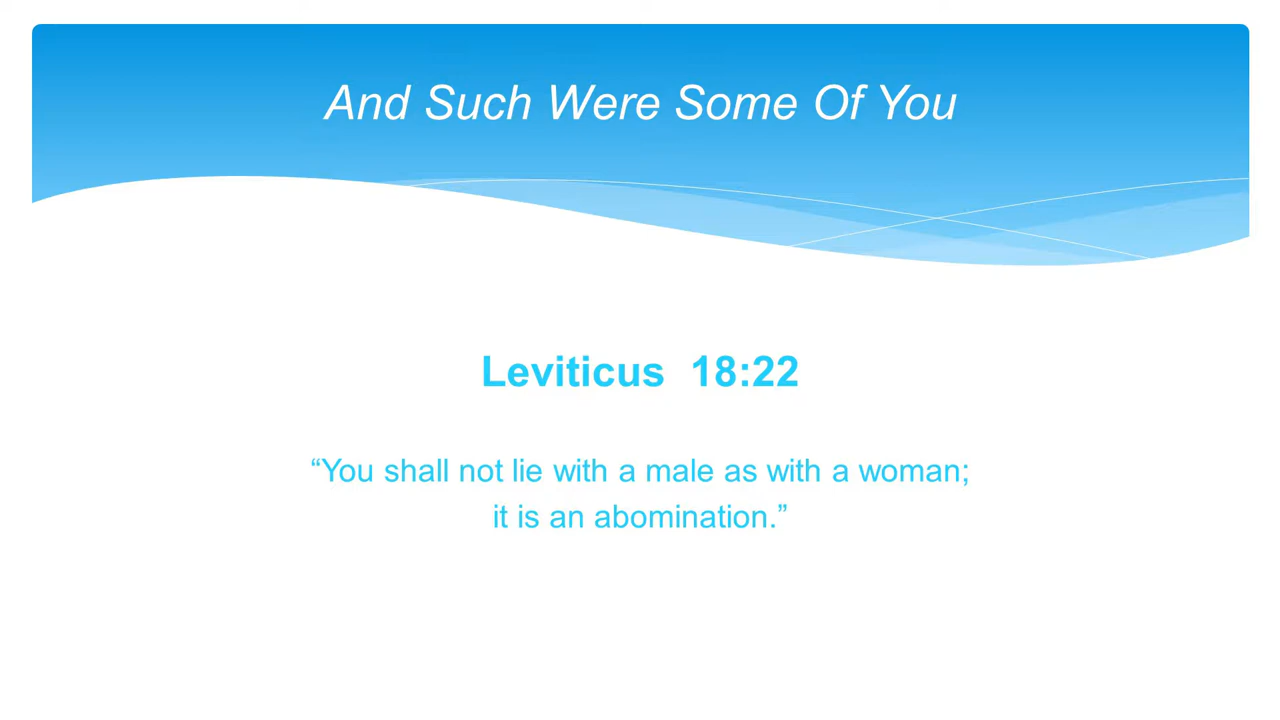 And Such Were Some Of You
Leviticus  18:22
“You shall not lie with a male as with a woman;
it is an abomination.”